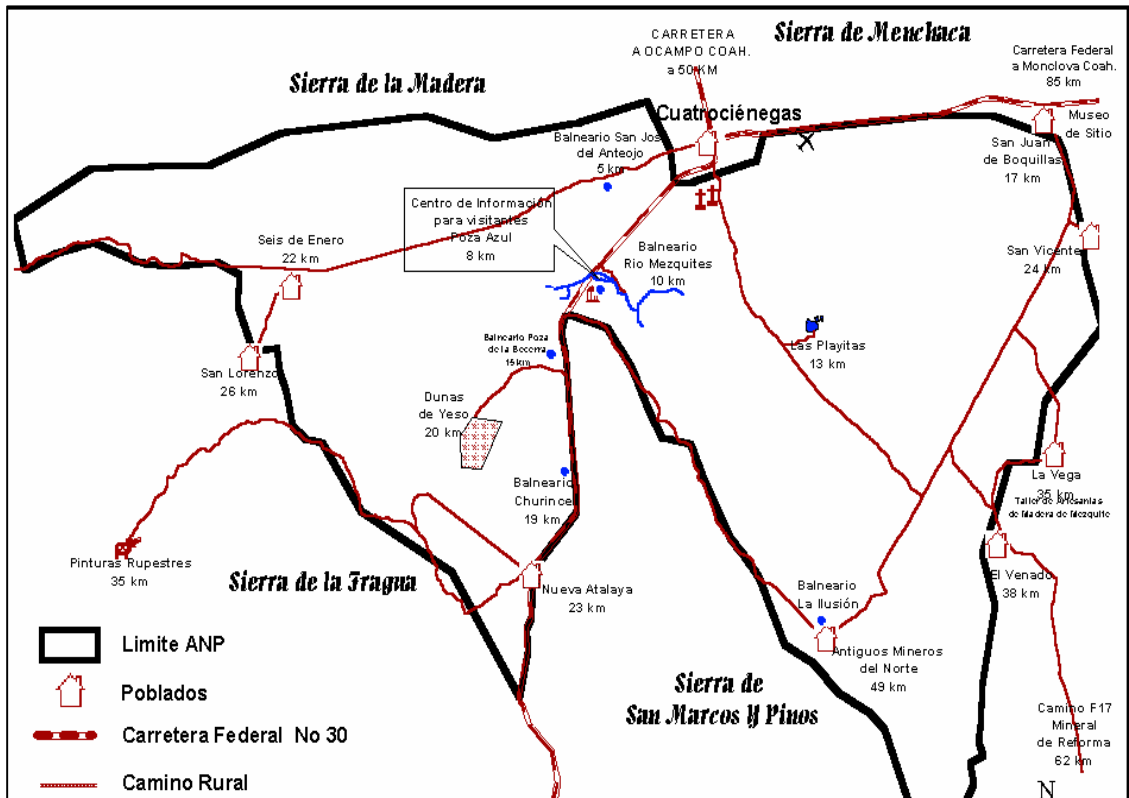 Sierra de Menchaca
CARRETERA
A OCAMPO COAH.
a 50 KM
Carretera Federal
a Monclova Coah.
85 km
Sierra de la Madera
Cuatrociénegas
Museo
de Sitio
Balneario San Jos
del Anteojo
5 km
San Juan
de Boquillas
17 km
Centro de Información
para visitantes
Poza Azul
8 km
Seis de Enero
22 km
Balneario
Rio Mezquites
10 km
San Vicente
24 km
Balneario Poza
de la Becerra
15 km
Las Playitas
13 km
San Lorenzo
26 km
Dunas
de Yeso
20 km
Balneario
Churince
19 km
La Vega
35 km
Taller de Artesanías
de Madera de Mezquite
Pinturas Rupestres
35 km
Sierra de la Fragua
Nueva Atalaya
23 km
Balneario
La Ilusión
El Venado
38 km
Antiguos Mineros
del Norte
49 km
Sierra de
San Marcos Y Pinos
Camino F17
Mineral
de Reforma
62 km
N
Limite ANP
Poblados
Carretera Federal No 30
Camino Rural